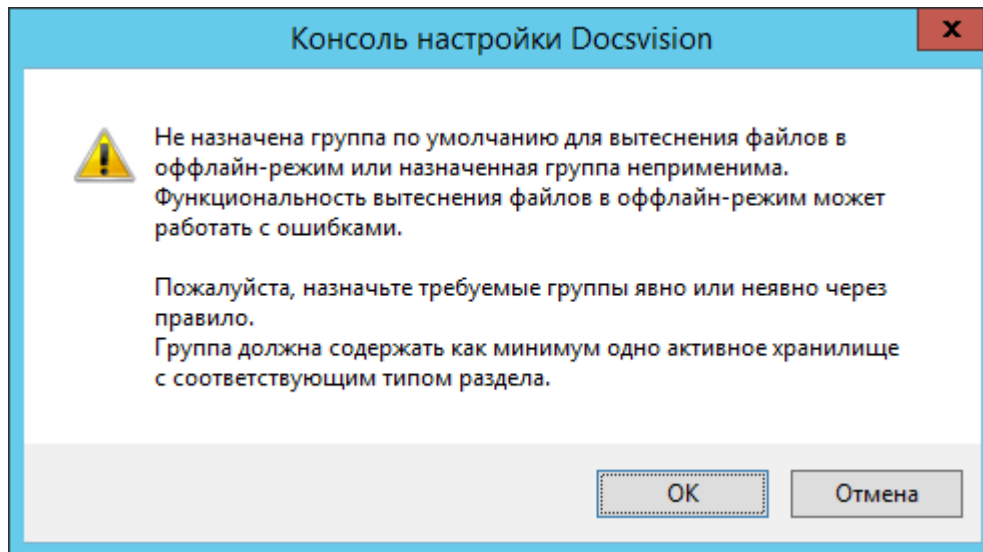 Консоль настройки Docsvision
x
Не назначена группа по умолчанию для вытеснения файлов в
оффлайн-режим или назначенная группа неприменима.
Функциональность вытеснения файлов в оффлайн-режим может
работать с ошибками.
Пожалуйста, назначьте требуемые группы явно или неявно через
правило.
Группа должна содержать как минимум одно активное хранилище
с соответствующим типом раздела.
ОК
Отмена